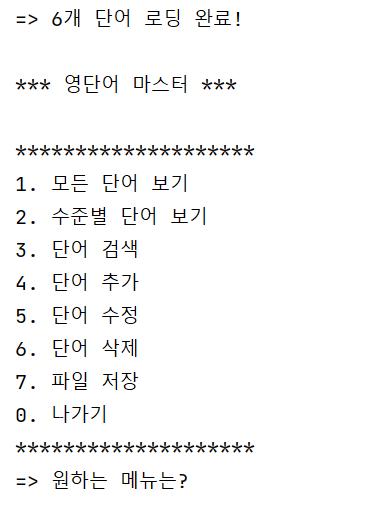 => 6개 단어 로딩 완료!
*** 영단어 마스터 ***
********************
1. 모든 단어 보기
2. 수준별 단어 보기
3. 단어 검색
4. 단어 추가
5. 단어 수정
6. 단어 삭제
7. 파일 저장
0. 나가기
********************
=> 원하는 메뉴는?